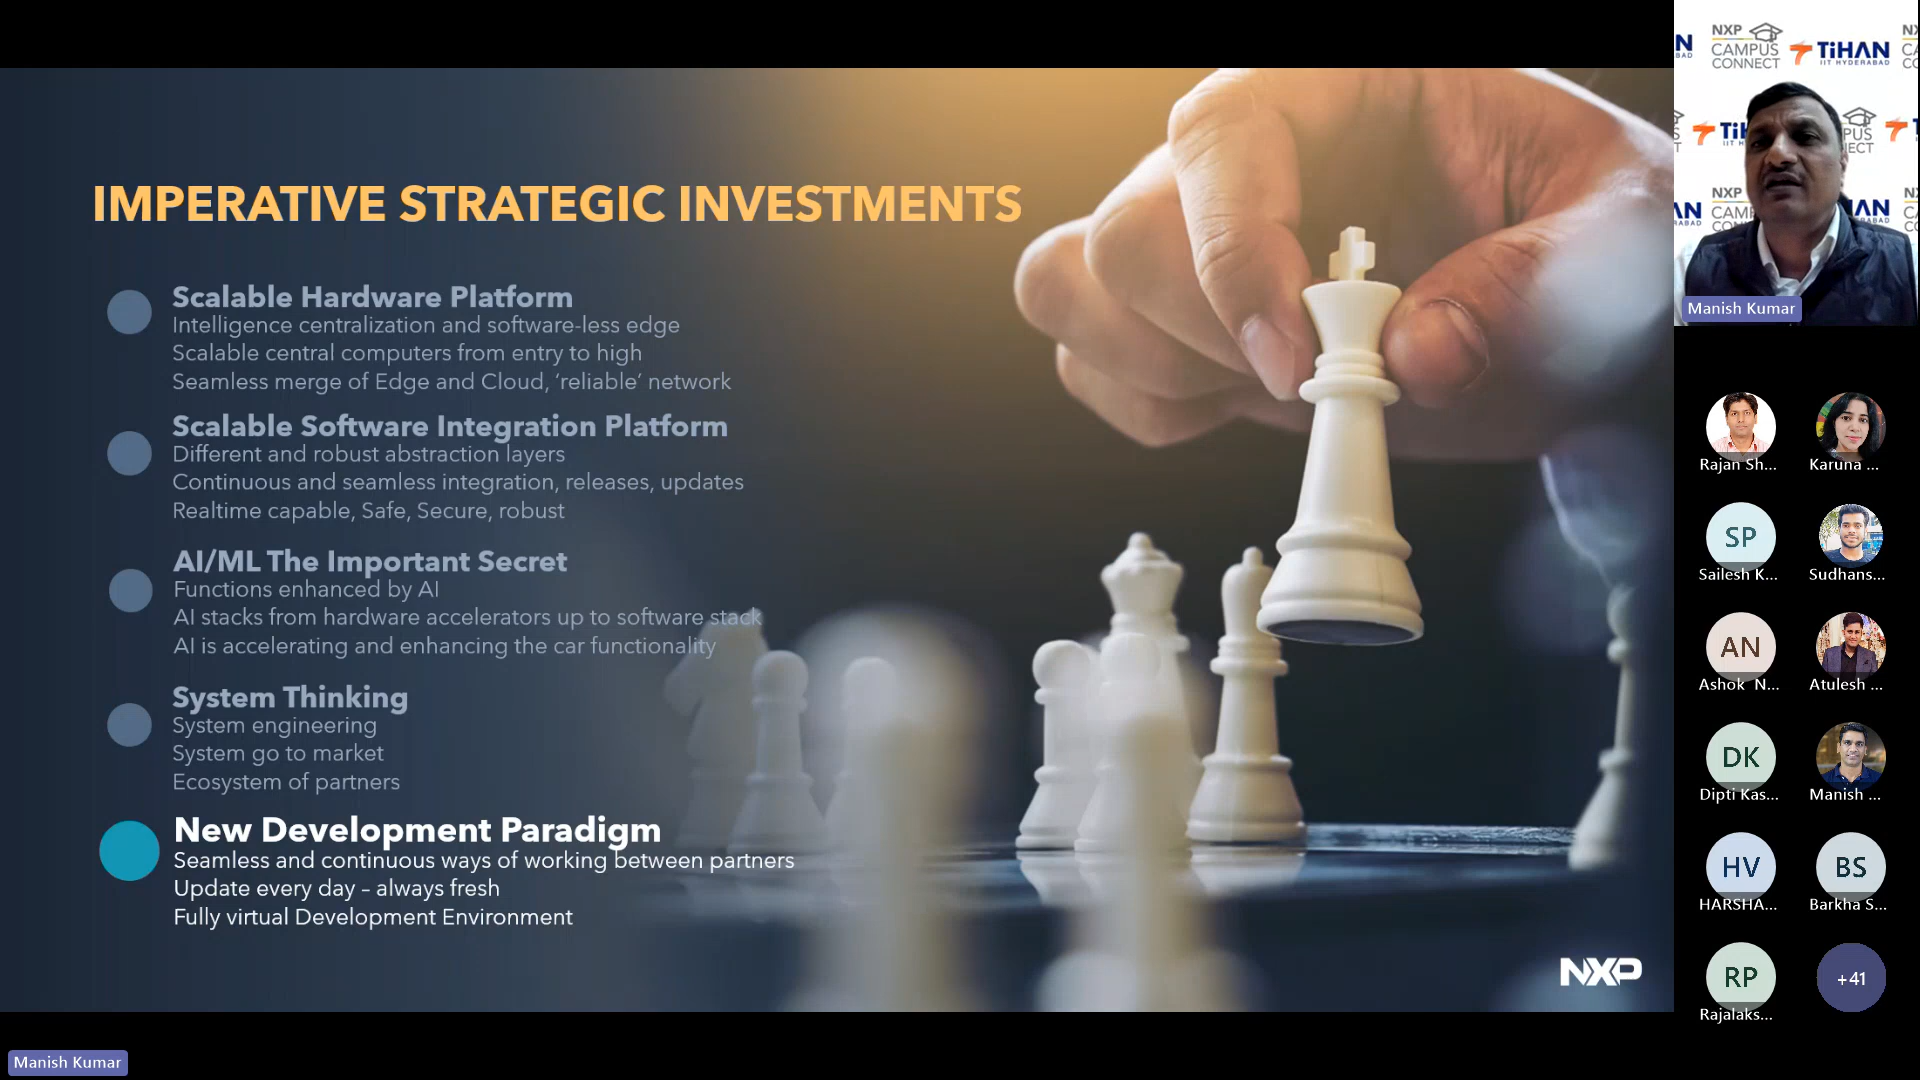 IMPERATIVE STRATEGIC INVESTMENTS
Scalable Hardware Platform
Intelligence centralization and software-less edge
Scalable central computers from entry to high
Seamless merge of Edge and Cloud, ‘reliable’ network
Scalable Software Integration Platform
Different and robust abstraction layers
Continuous and seamless integration, releases, updates
Realtime capable, Safe, Secure, robust
AI/ML The Important Secret
Functions enhanced by AI
AI stacks from hardware accelerators up to software stack
AI is accelerating and enhancing the car functionality
System Thinking
System engineering
System go to market
Ecosystem of partners
New Development Paradigm
Seamless and continuous ways of working between partners
Update every day – always fresh
Fully virtual Development Environment
NXP
Manish Kumar
NXP
CAMPUS
CONNECT
TiHAN
IIT HYDERABAD
Manish Kumar
Rajan Sh...
Karuna ...
SP
Sailesh K...
Sudhans...
AN
Ashok N...
Atulesh ...
DK
Dipti Kas...
Manish ...
HV
HARSHA...
BS
Barkha S...
RP
Rajalaks...
+41